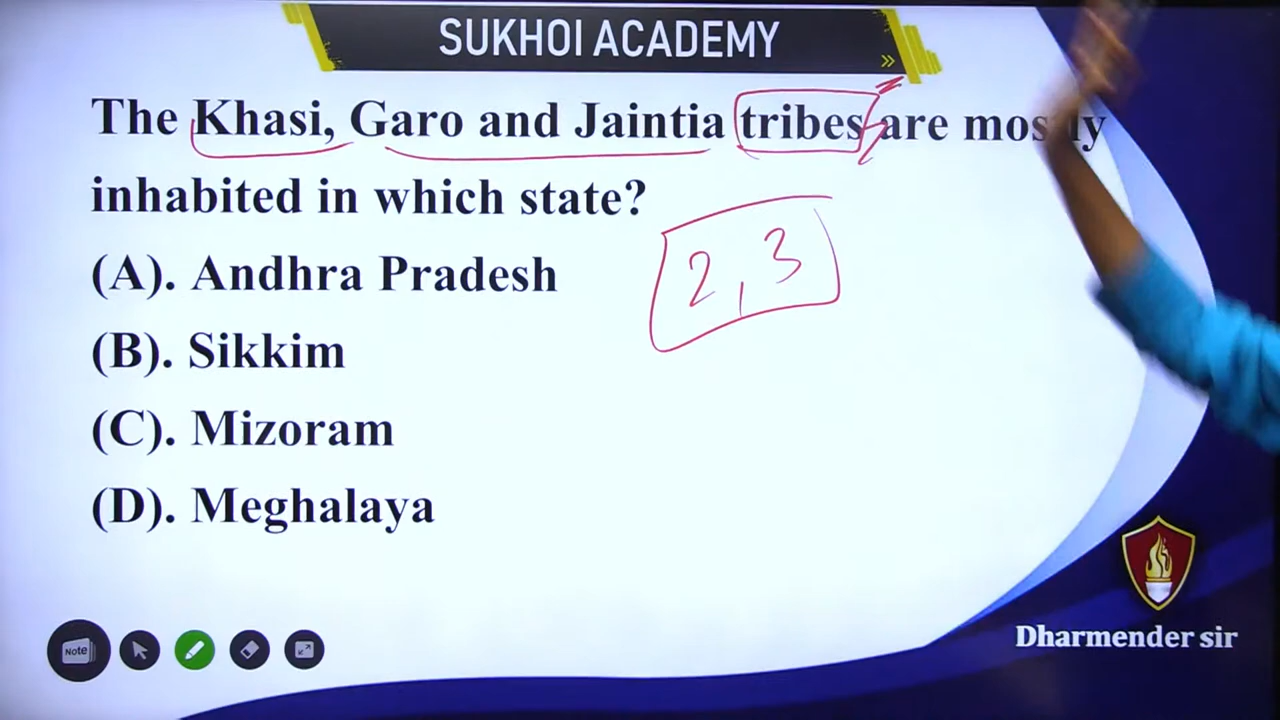 SUKHOI ACADEMY
The Khasi, Garo and Jaintia tribes are
inhabited in which state?
2, 3
(A). Andhra Pradesh
(B). Sikkim
(C). Mizoram
(D). Meghalaya
Note
Dharmender sir